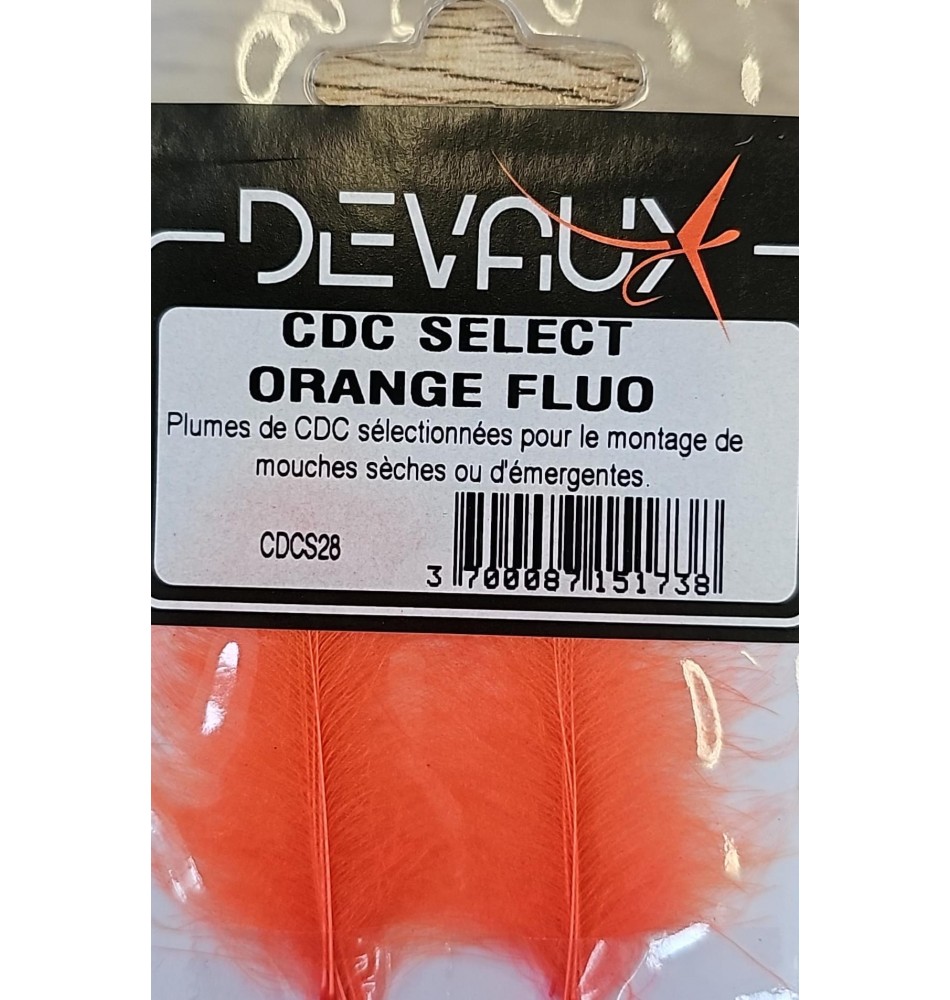 DEVAUX
CDC SELECT
ORANGE FLUO
Plumes de CDC sélectionnées pour le montage de
mouches sèches ou d'émergentes.
CDCS28
3 700087 151738